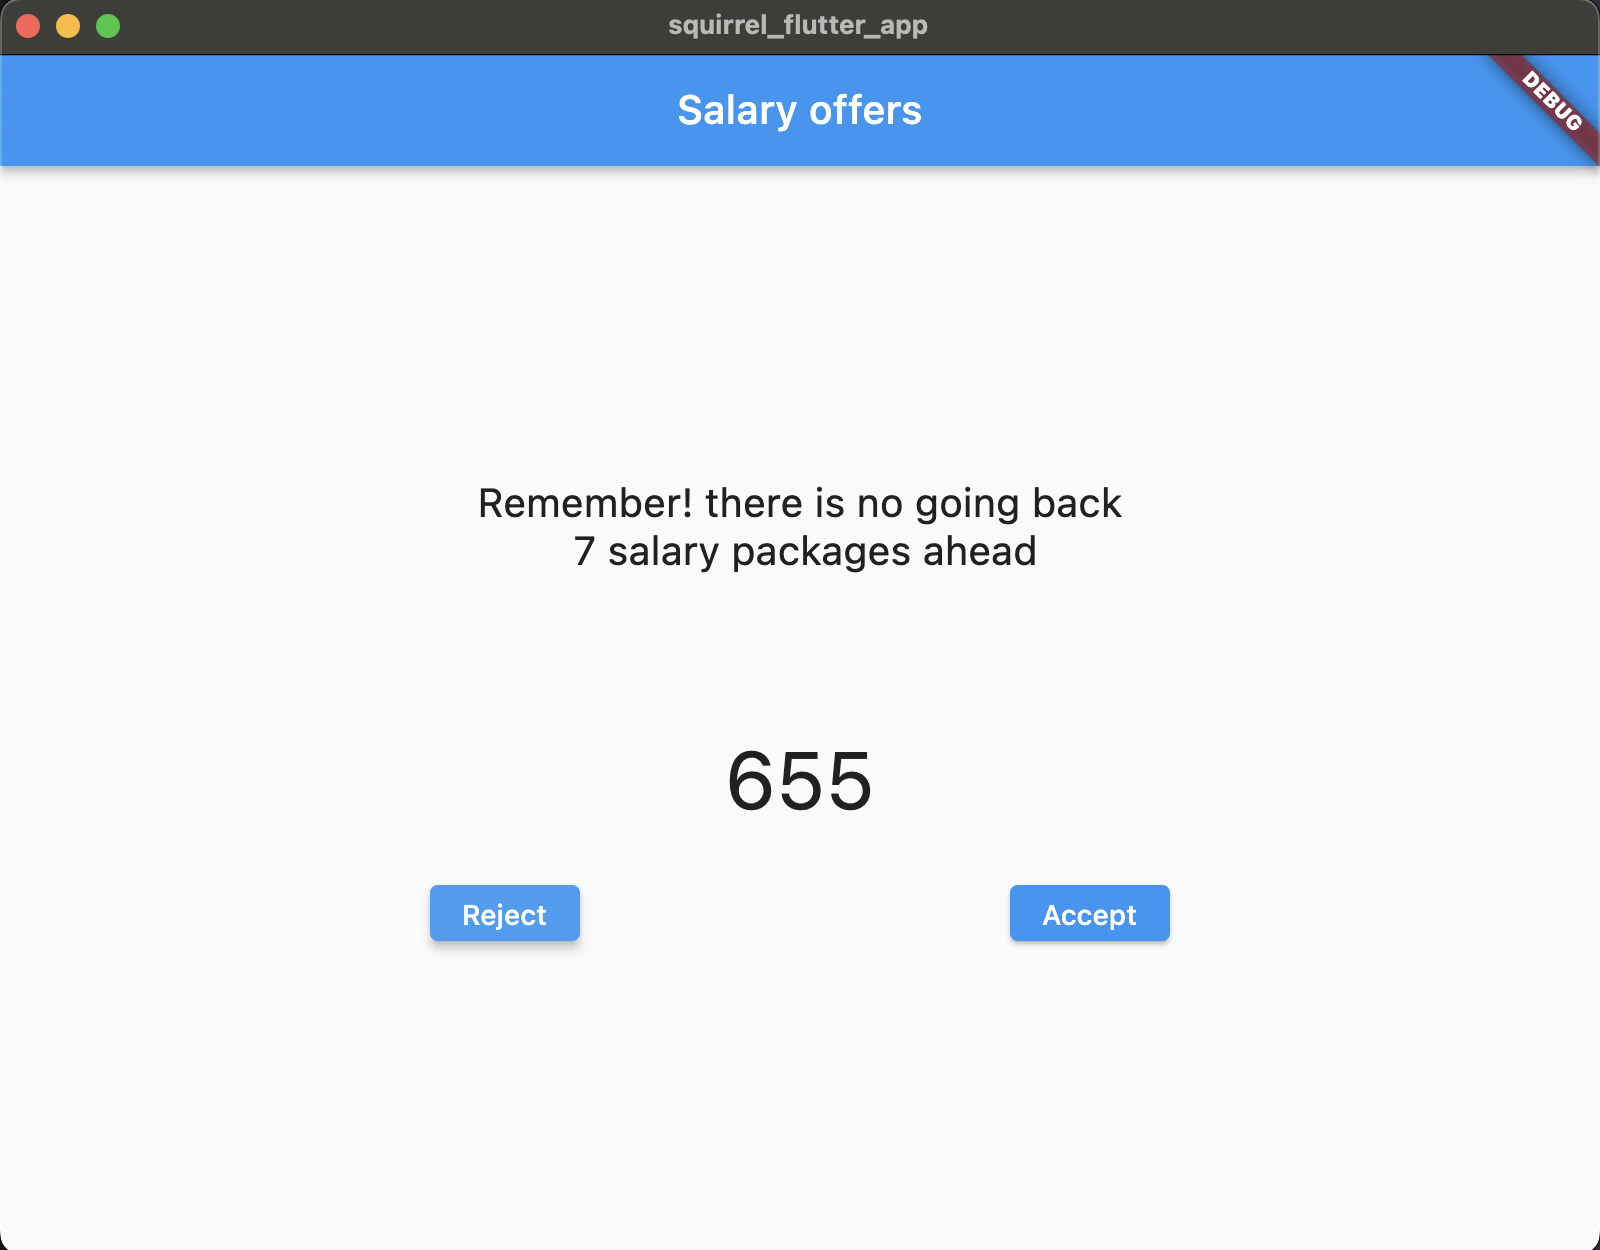 squirrel_flutter_app
Salary offers
DEBUG
Remember! there is no going back
7 salary packages ahead
655
Reject
Accept